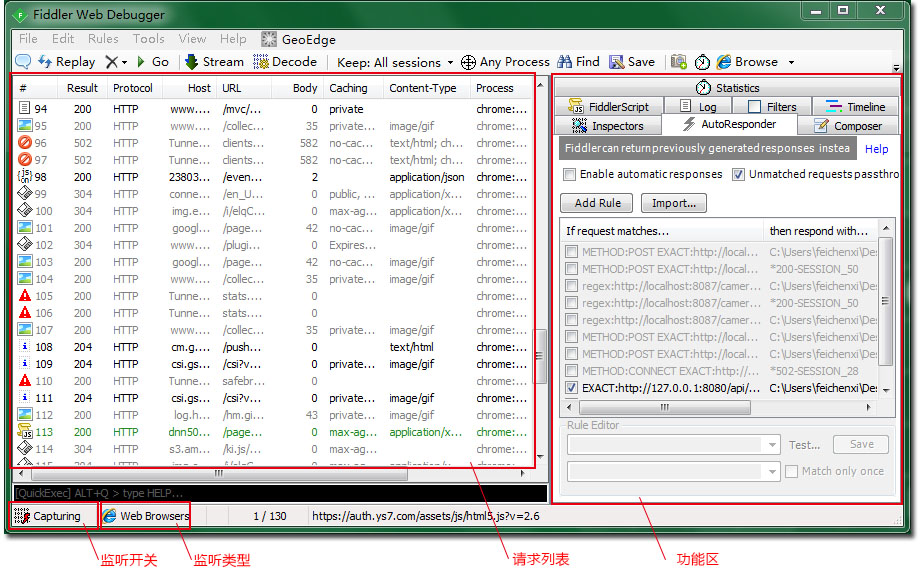 Fiddler Web Debugger
File Edit Rules Tools View Help GeoEdge
Replay Go Stream Decode Keep: All sessions Any Process Find Save Browse
# Result Protocol Host URL Body Caching Content-Type Process
94 200 HTTP www.... /mvc/... 0 private chrome:...
95 200 HTTP www.... /collec... 35 private... image/gif chrome:...
96 502 HTTP Tunne... clients... 582 no-cac... text/html; ch... chrome:...
97 502 HTTP Tunne... clients... 582 no-cac... text/html; ch... chrome:...
98 200 HTTP 23803... /even... 2 application/json chrome:...
99 304 HTTP conne... /en_U... 0 public, ... application/x... chrome:...
100 304 HTTP img.e... /i/elqC... 0 max-ag... application/x... chrome:...
101 200 HTTP googl... /page... 42 no-cac... image/gif chrome:...
102 304 HTTP www.... /plugi... 0 Expires... chrome:...
103 200 HTTP googl... /page... 42 no-cac... image/gif chrome:...
104 200 HTTP www.... /collec... 35 private... image/gif chrome:...
105 200 HTTP Tunne... stats.... 0 chrome:...
106 200 HTTP Tunne... stats.... 0 chrome:...
107 200 HTTP www.... /collec... 35 private... image/gif chrome:...
108 200 HTTP cm.g... /push... 0 text/html chrome:...
109 200 HTTP csi.gs... /csi?v... 0 private... image/gif chrome:...
110 200 HTTP Tunne... safebr... 0 chrome:...
111 200 HTTP csi.gs... /csi?v... 0 private... image/gif chrome:...
112 200 HTTP log.h... /hm.gi... 43 private... image/gif chrome:...
113 200 HTTP dnn50... /page... 0 max-ag... application/x... chrome:...
114 304 HTTP s3.am... /ki.js/... 0 max-ag... chrome:...
[QuickExec] ALT+Q > type HELP...
Capturing Web Browsers 1 / 130 https://auth.ys7.com/assets/js/html5.js?v=2.6
Statistics
FiddlerScript Log Filters Timeline
Inspectors AutoResponder Composer
Fiddler can return previously generated responses instea Help
Enable automatic responses Unmatched requests passthro
Add Rule Import...
If request matches... then respond with...
METHOD:POST EXACT:http://local... C:\Users\feichenxi\Des
METHOD:POST EXACT:http://local... *200-SESSION_50
regex:http://localhost:8087/camer... C:\Users\feichenxi\Des
regex:http://localhost:8087/camer... *200-SESSION_50
regex:http://localhost:8087/camer... C:\Users\feichenxi\Des
METHOD:POST EXACT:http://local... C:\Users\feichenxi\Des
METHOD:POST EXACT:http://local... C:\Users\feichenxi\Des
METHOD:CONNECT EXACT:http://... *502-SESSION_28
EXACT:http://127.0.0.1:8080/api/... C:\Users\feichenxi\Des
Rule Editor
Test... Save
Match only once
监听开关 监听类型 请求列表 功能区